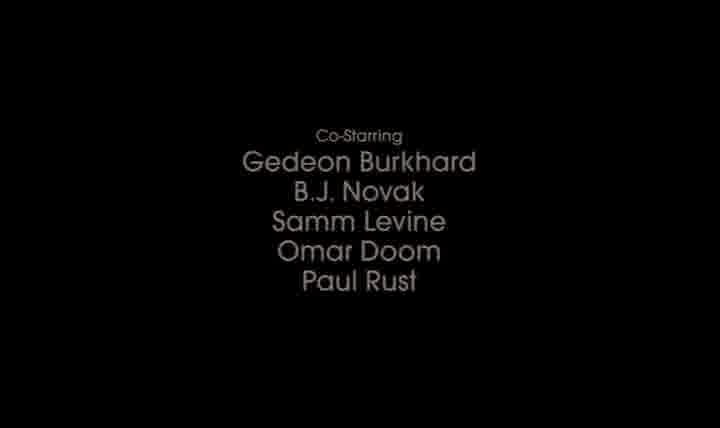 Co-Starring
Gedeon Burkhard
B.J. Novak
Samm Levine
Omar Doom
Paul Rust